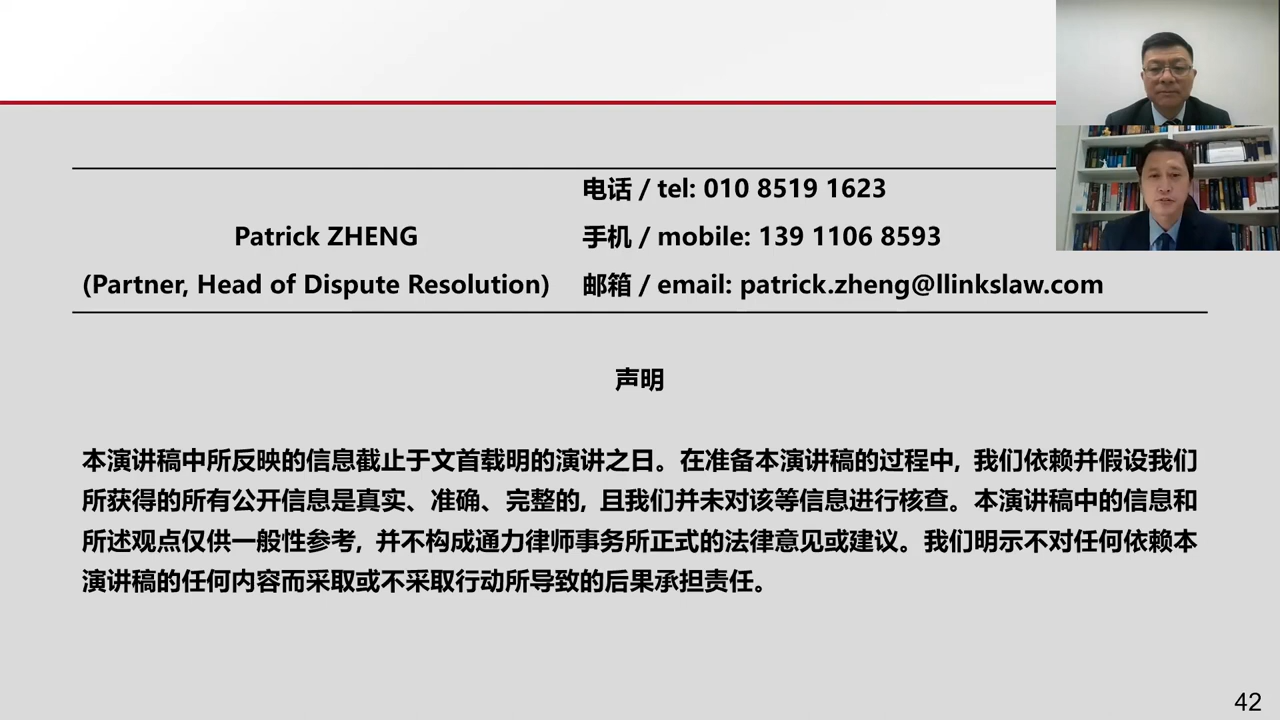 电话 / tel: 010 8519 1623
Patrick ZHENG
手机 / mobile: 139 1106 8593
(Partner, Head of Dispute Resolution)
邮箱 / email: patrick.zheng@llinkslaw.com
声明
本演讲稿中所反映的信息截止于文首载明的演讲之日。在准备本演讲稿的过程中, 我们依赖并假设我们
所获得的所有公开信息是真实、准确、完整的, 且我们并未对该等信息进行核查。本演讲稿中的信息和
所述观点仅供一般性参考, 并不构成通力律师事务所正式的法律意见或建议。我们明示不对任何依赖本
演讲稿的任何内容而采取或不采取行动所导致的后果承担责任。
42